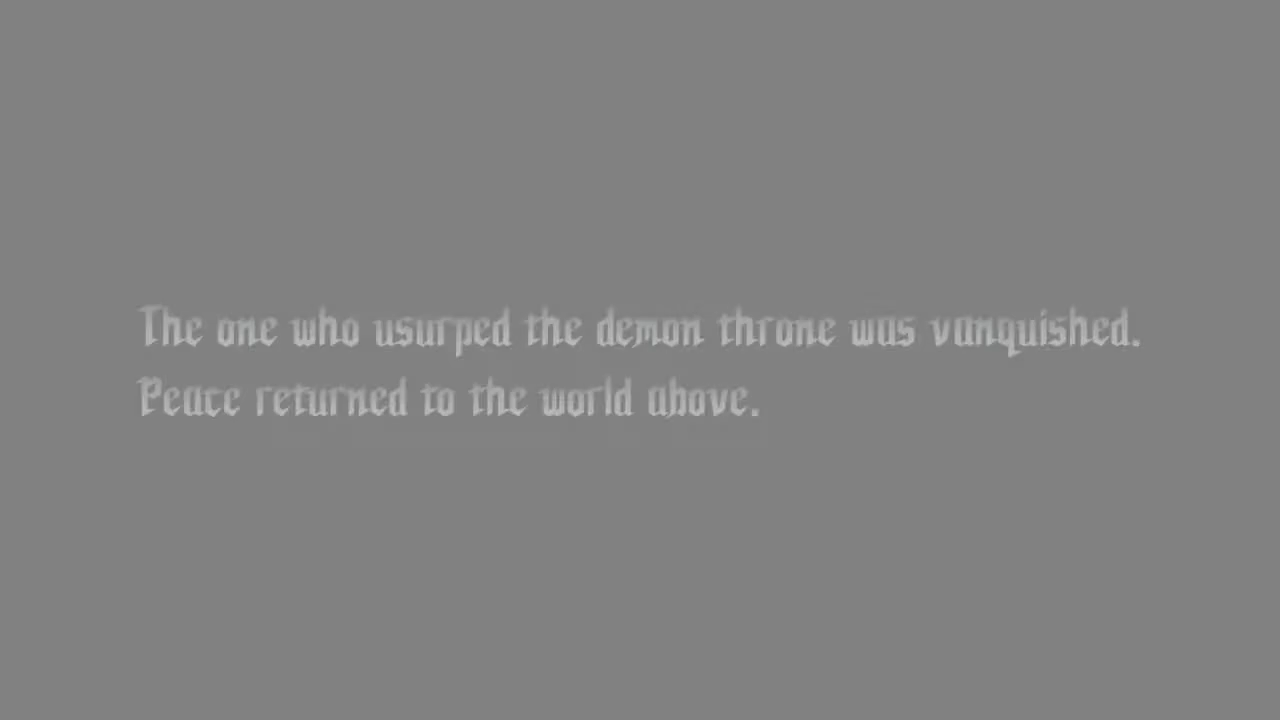 The one who usurped the demon throne was vanquished.
Peace returned to the world above.